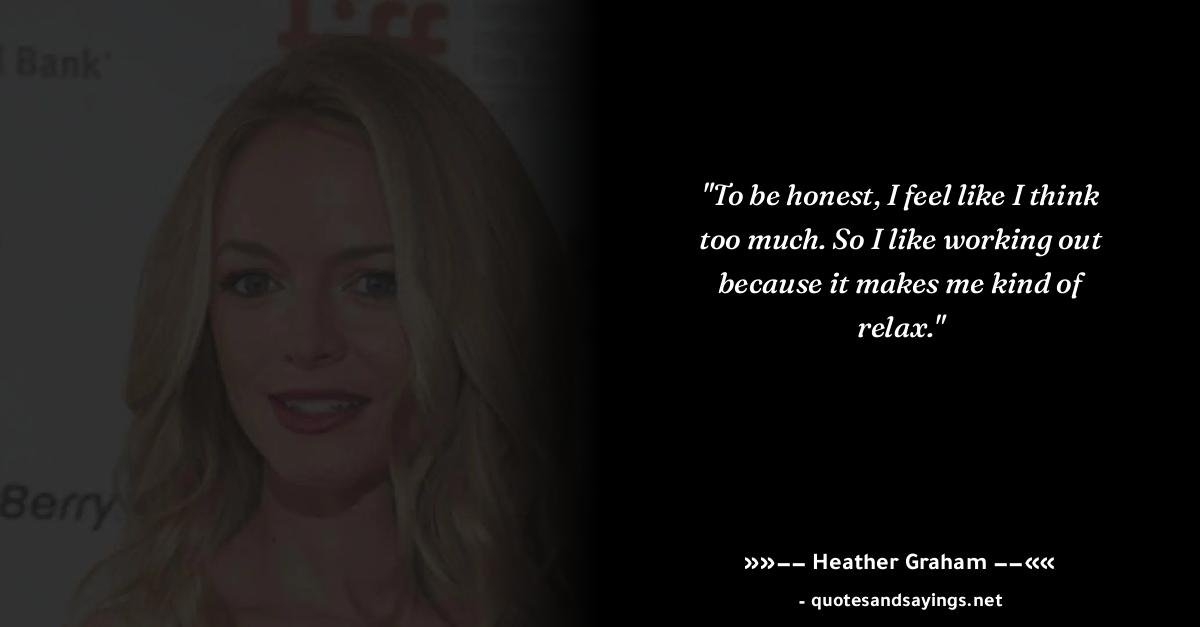 tiff
l Bank
Berry
"To be honest, I feel like I think
too much. So I like working out
because it makes me kind of
relax."
»»-- Heather Graham --««
- quotesandsayings.net